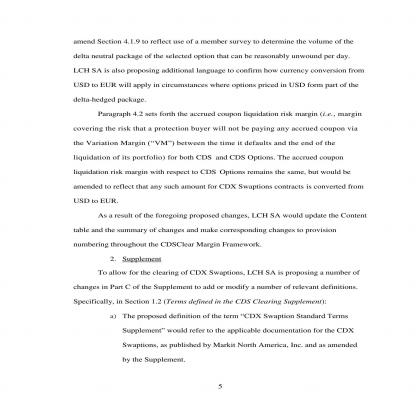 amend Section 4.1.9 to reflect use of a member survey to determine the volume of the
delta neutral package of the selected option that can be reasonably unwound per day.
LCH SA is also proposing additional language to confirm how currency conversion from
USD to EUR will apply in circumstances where options priced in USD form part of the
delta-hedged package.
Paragraph 4.2 sets forth the accrued coupon liquidation risk margin (i.e., margin
covering the risk that a protection buyer will not be paying any accrued coupon via
the Variation Margin (“VM”) between the time it defaults and the end of the
liquidation of its portfolio) for both CDS and CDS Options. The accrued coupon
liquidation risk margin with respect to CDS Options remains the same, but would be
amended to reflect that any such amount for CDX Swaptions contracts is converted from
USD to EUR.
As a result of the foregoing proposed changes, LCH SA would update the Content
table and the summary of changes and make corresponding changes to provision
numbering throughout the CDSClear Margin Framework.
2. Supplement
To allow for the clearing of CDX Swaptions, LCH SA is proposing a number of
changes in Part C of the Supplement to add or modify a number of relevant definitions.
Specifically, in Section 1.2 (Terms defined in the CDS Clearing Supplement):
a) The proposed definition of the term “CDX Swaption Standard Terms
Supplement” would refer to the applicable documentation for the CDX
Swaptions, as published by Markit North America, Inc. and as amended
by the Supplement.
5